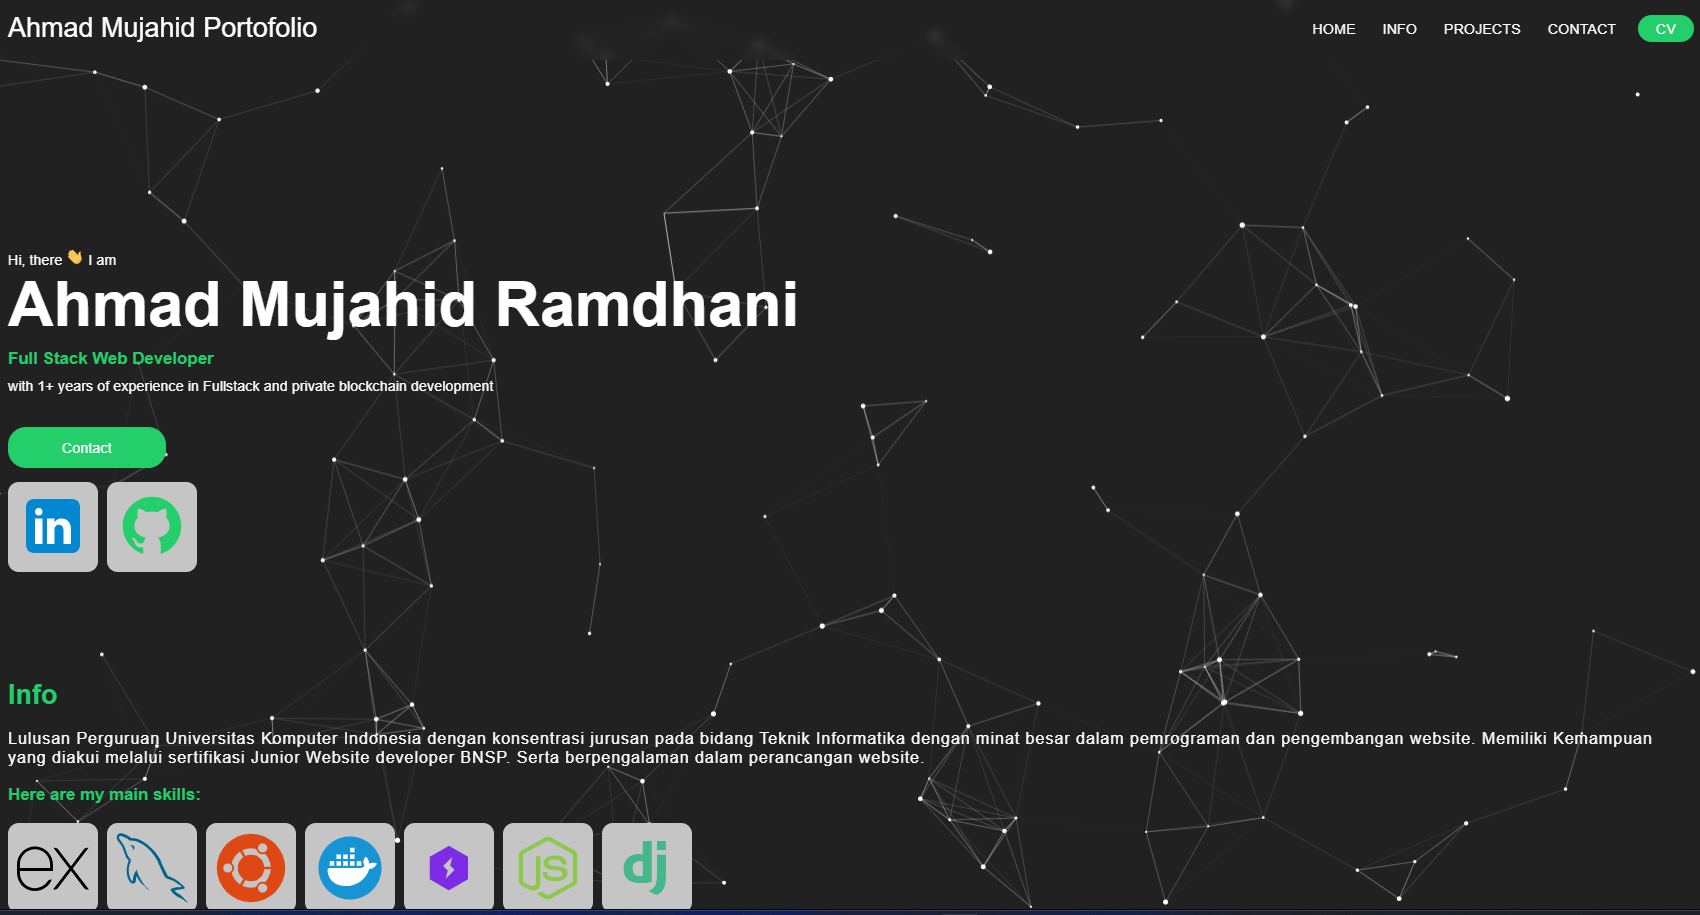 Ahmad Mujahid Portofolio
HOME INFO PROJECTS CONTACT CV
Hi, there 👋 I am
Ahmad Mujahid Ramdhani
Full Stack Web Developer
with 1+ years of experience in Fullstack and private blockchain development
Contact
in
Info
Lulusan Perguruan Universitas Komputer Indonesia dengan konsentrasi jurusan pada bidang Teknik Informatika dengan minat besar dalam pemrograman dan pengembangan website. Memiliki Kemampuan
yang diakui melalui sertifikasi Junior Website developer BNSP. Serta berpengalaman dalam perancangan website.
Here are my main skills:
ex JS dj